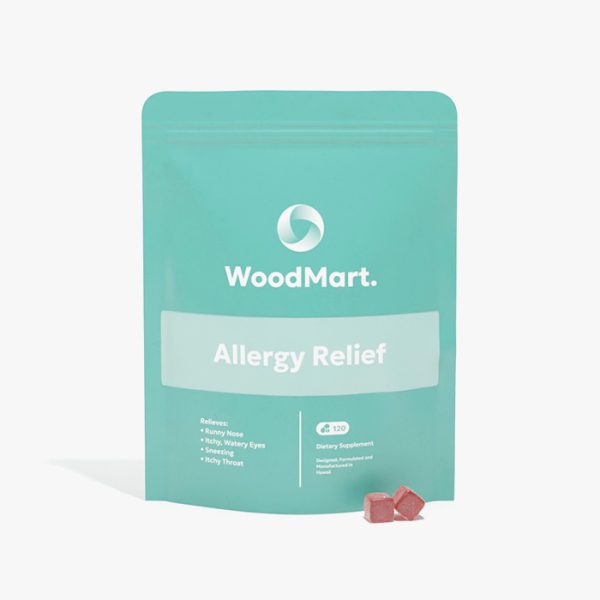 WoodMart.
Allergy Relief
Relieves:
• Runny Nose
• Itchy, Watery Eyes
• Sneezing
• Itchy Throat
120
Dietary Supplement
Designed, Formulated and
Manufactured in
Hawaii